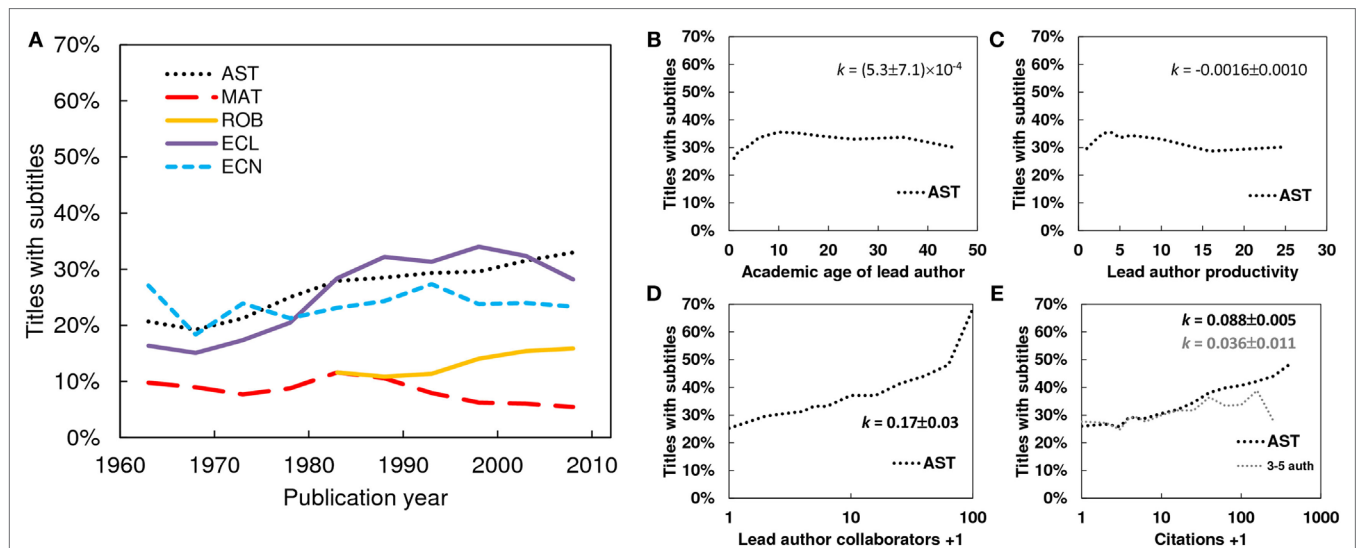 A
70%
60%
50%
40%
30%
20%
10%
0%
Titles with subtitles
AST
MAT
ROB
ECL
ECN
1960 1970 1980 1990 2000 2010
Publication year
B
70%
60%
50%
40%
30%
20%
10%
0%
Titles with subtitles
k = (5.3±7.1)×10⁻⁴
AST
0 10 20 30 40 50
Academic age of lead author
C
70%
60%
50%
40%
30%
20%
10%
0%
Titles with subtitles
k = -0.0016±0.0010
AST
0 5 10 15 20 25 30
Lead author productivity
D
70%
60%
50%
40%
30%
20%
10%
0%
Titles with subtitles
k = 0.17±0.03
AST
1 10 100
Lead author collaborators +1
E
70%
60%
50%
40%
30%
20%
10%
0%
Titles with subtitles
k = 0.088±0.005
k = 0.036±0.011
AST
3-5 auth
1 10 100 1000
Citations +1